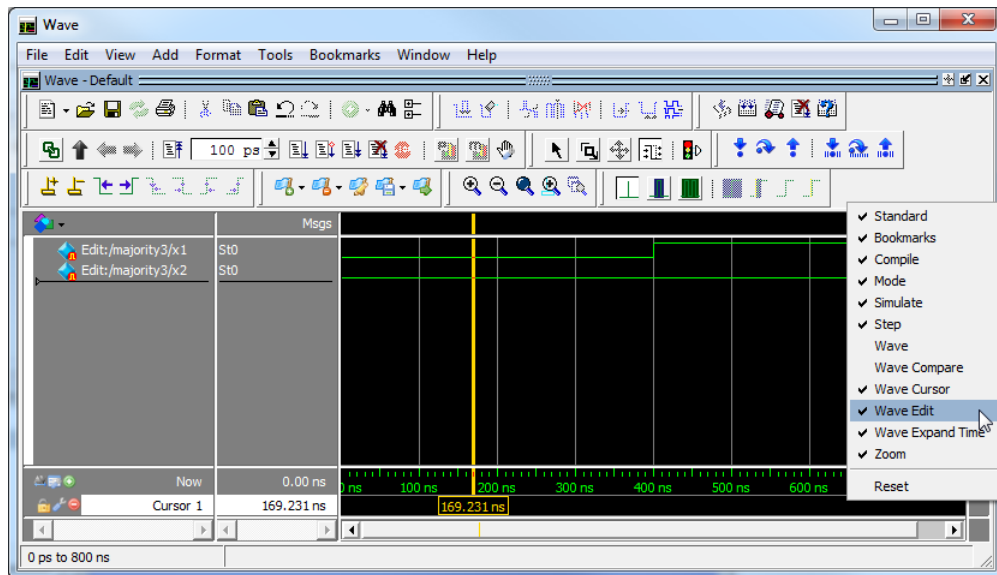 Wave
File Edit View Add Format Tools Bookmarks Window Help
Wave - Default
100 ps
Msgs
Edit:/majority3/x1 St0
Edit:/majority3/x2 St0
Standard
Bookmarks
Compile
Mode
Simulate
Step
Wave
Wave Compare
Wave Cursor
Wave Edit
Wave Expand Time
Zoom
Reset
Now 0.00 ns
ns 100 ns 200 ns 300 ns 400 ns 500 ns 600 ns
Cursor 1 169.231 ns 169.231 ns
0 ps to 800 ns